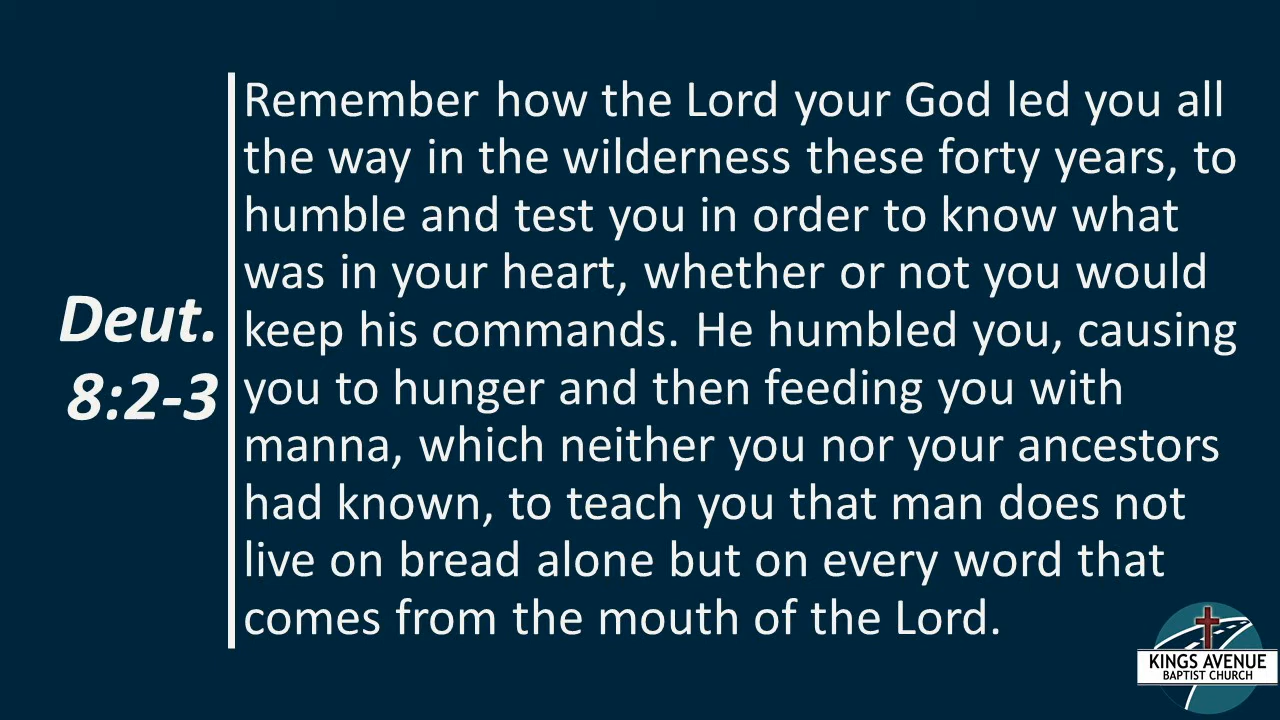 Deut.
8:2-3
Remember how the Lord your God led you all
the way in the wilderness these forty years, to
humble and test you in order to know what
was in your heart, whether or not you would
keep his commands. He humbled you, causing
you to hunger and then feeding you with
manna, which neither you nor your ancestors
had known, to teach you that man does not
live on bread alone but on every word that
comes from the mouth of the Lord.
KINGS AVENUE
BAPTIST CHURCH